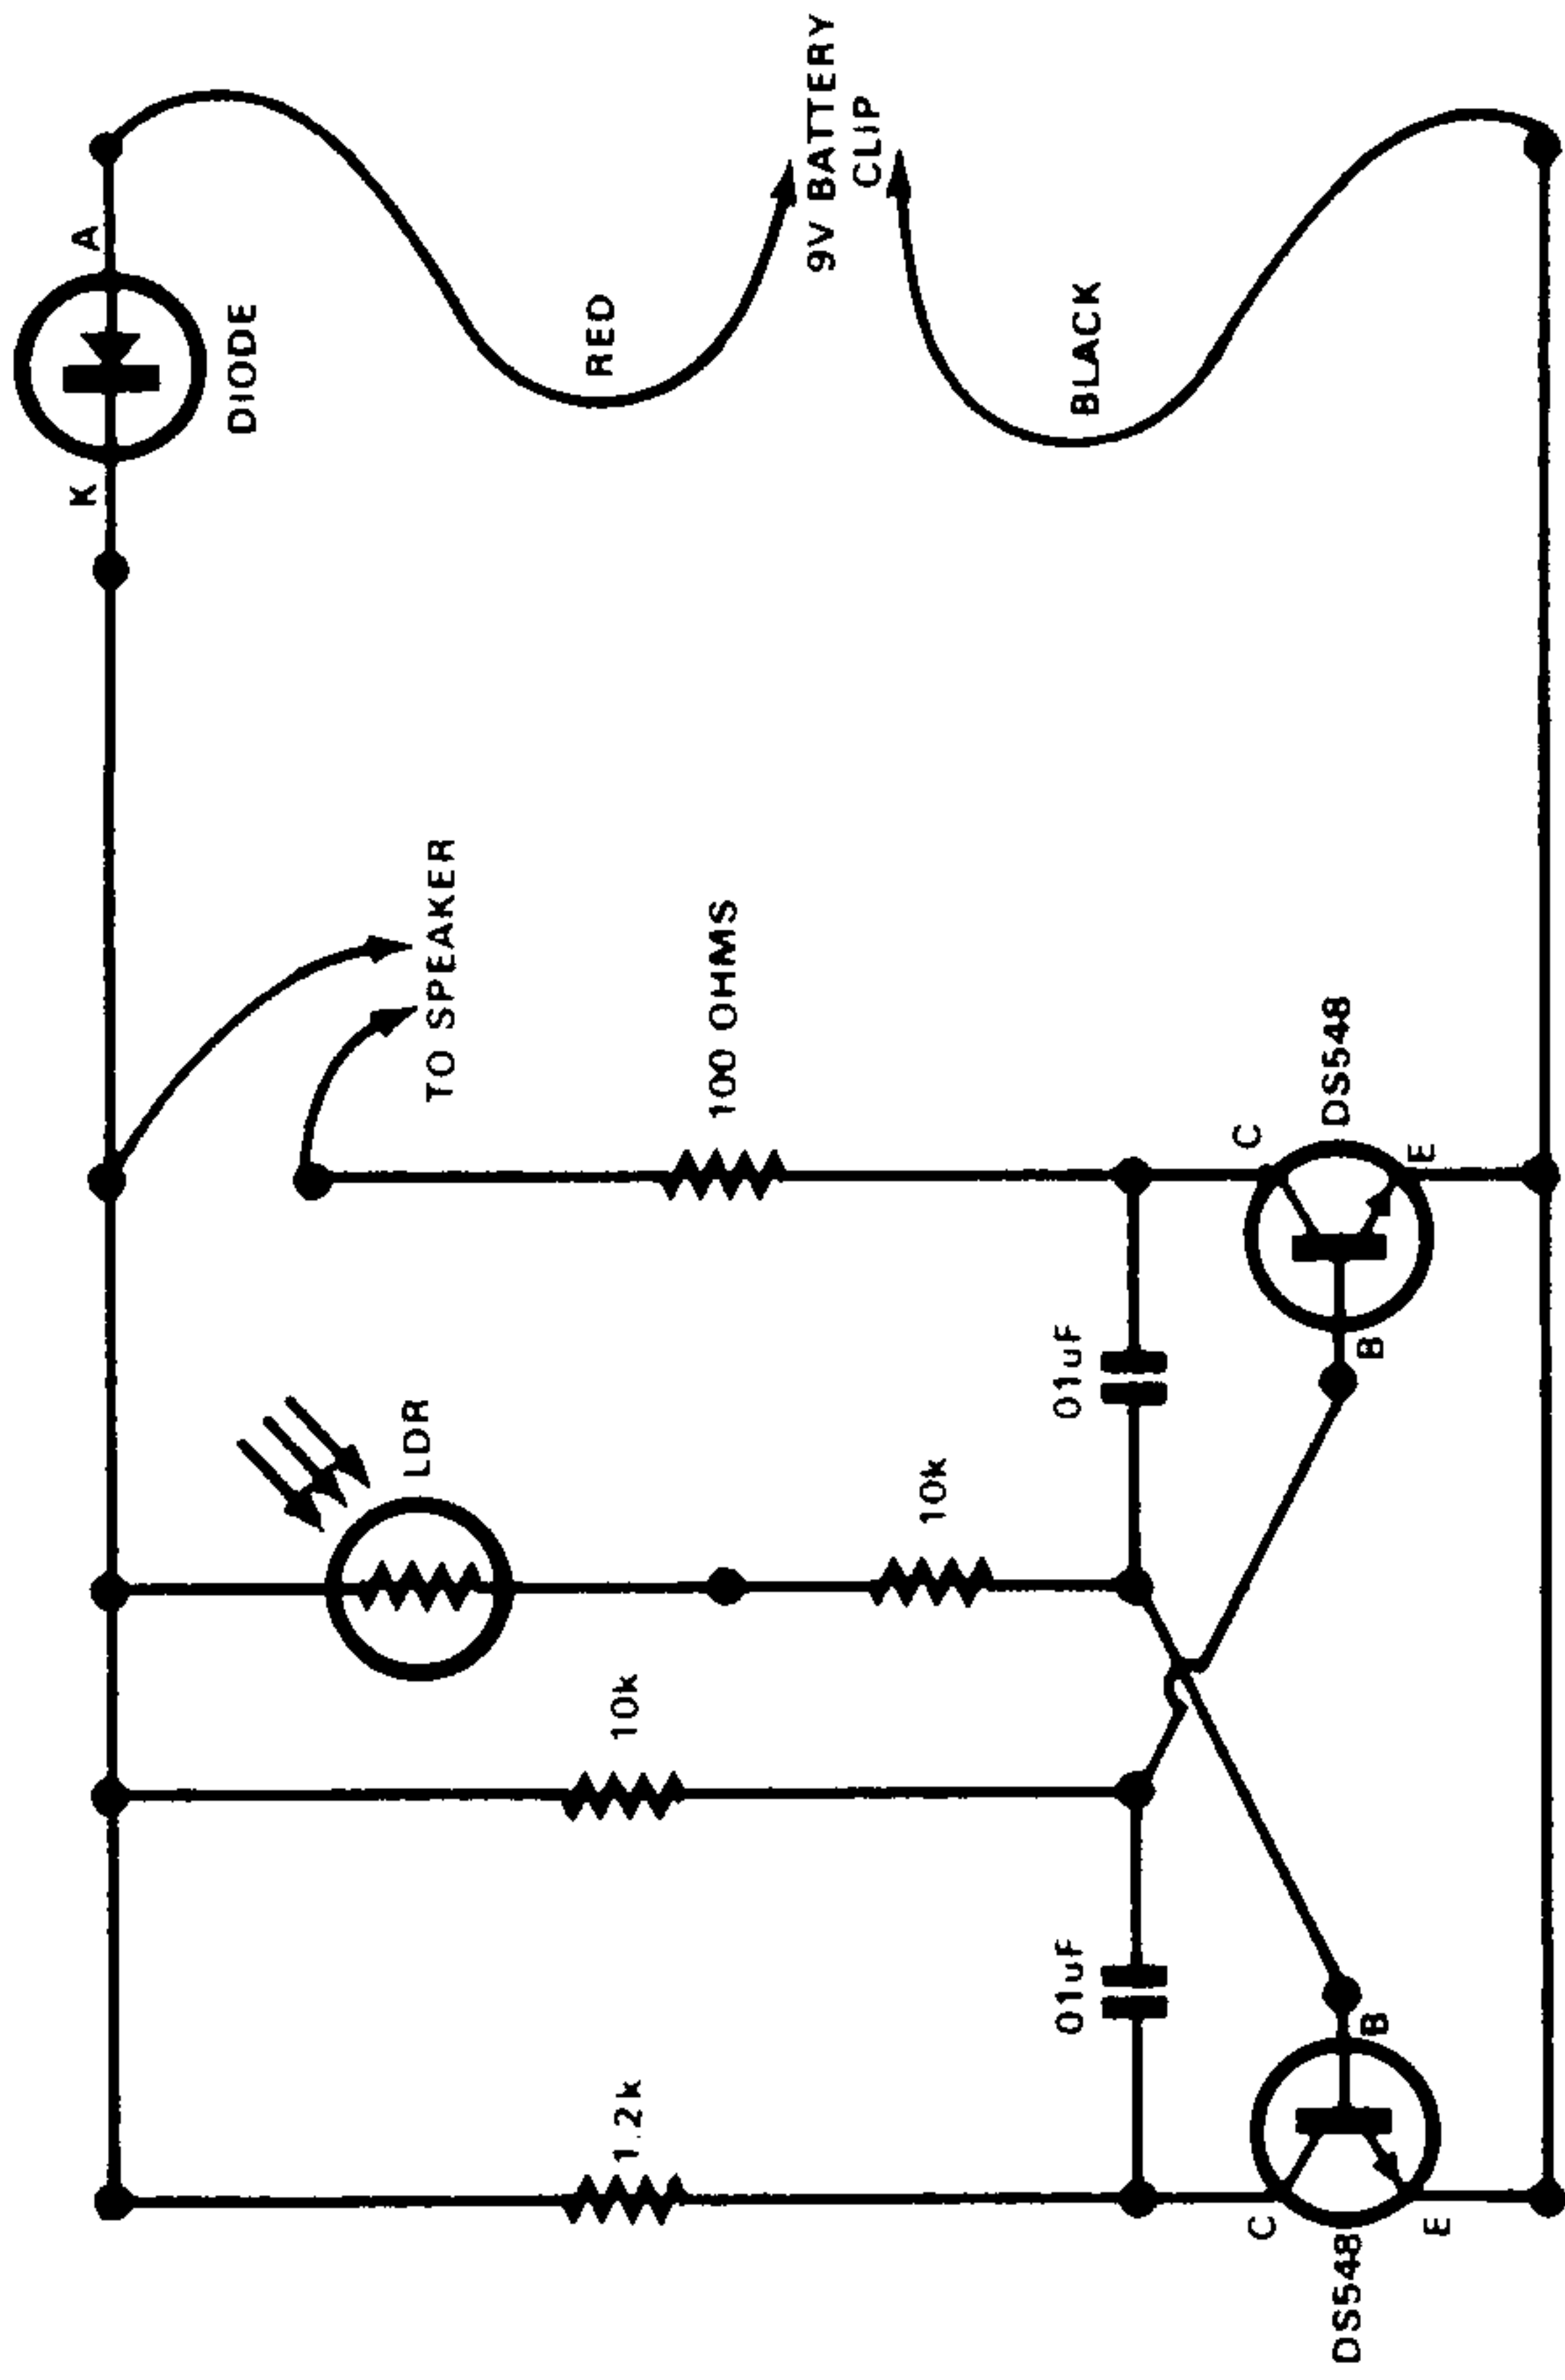 K
A
DIODE
RED
9V BATTERY
CLIP
BLACK
TO SPEAKER
LDR
100 OHMS
1.2k
10k
10k
01uF
01uF
C
B
E
DS548
C
B
E
DS548